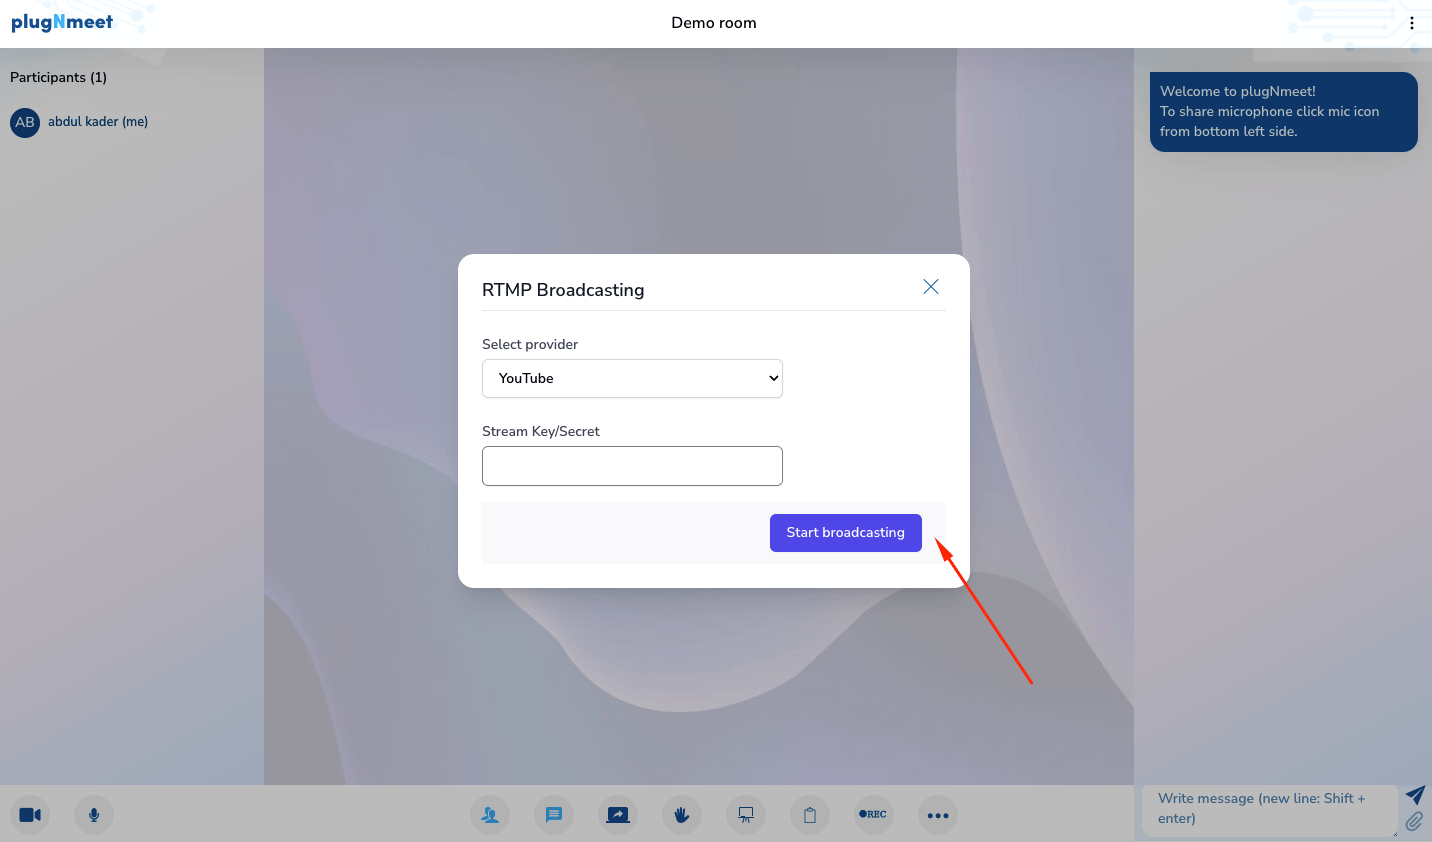 plugNmeet
Demo room
Participants (1)
AB
abdul kader (me)
Welcome to plugNmeet!
To share microphone click mic icon
from bottom left side.
RTMP Broadcasting
Select provider
YouTube
Stream Key/Secret
Start broadcasting
REC
Write message (new line: Shift +
enter)